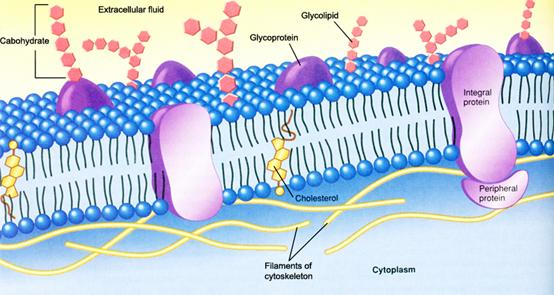 Extracellular fluid
Cabohydrate
Glycolipid
Glycoprotein
Integral
protein
Peripheral
protein
Cholesterol
Filaments of
cytoskeleton
Cytoplasm